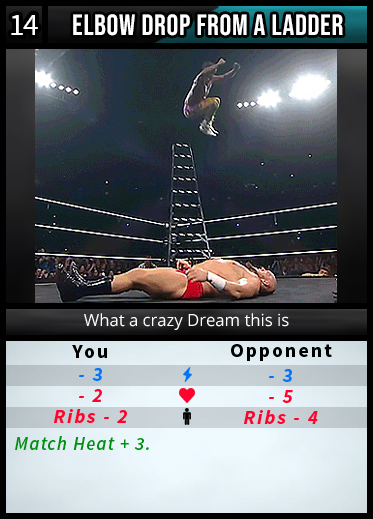 14 ELBOW DROP FROM A LADDER
What a crazy Dream this is
You Opponent
- 3 - 3
- 2 - 5
Ribs - 2 Ribs - 4
Match Heat + 3.